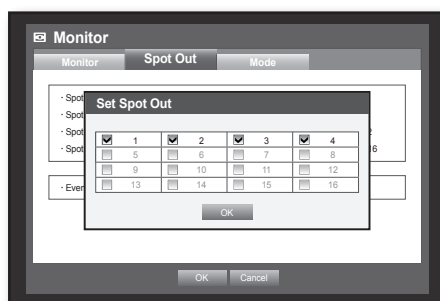 Monitor
Monitor Spot Out Mode
· Spot
Set Spot Out
· Spot
· Spot 2
· Spot 16
1 2 3 4
5 6 7 8
9 10 11 12
13 14 15 16
· Even
OK
OK Cancel